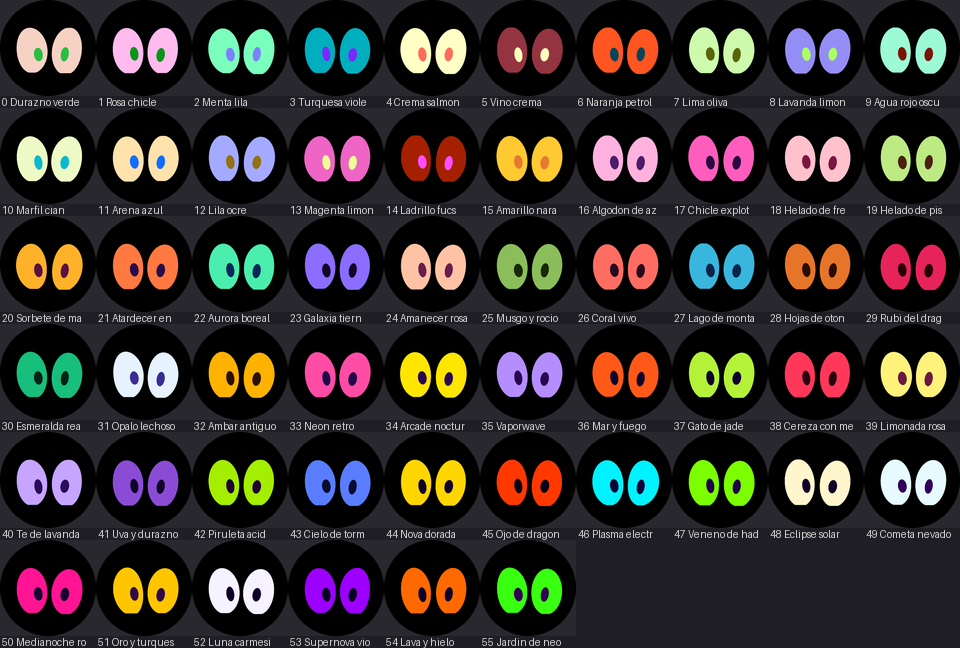 0 Durazno verde
1 Rosa chicle
2 Menta lila
3 Turquesa viole
4 Crema salmon
5 Vino crema
6 Naranja petrol
7 Lima oliva
8 Lavanda limon
9 Agua rojo oscu
10 Marfil cian
11 Arena azul
12 Lila ocre
13 Magenta limon
14 Ladrillo fucs
15 Amarillo nara
16 Algodon de az
17 Chicle explot
18 Helado de fre
19 Helado de pis
20 Sorbete de ma
21 Atardecer en
22 Aurora boreal
23 Galaxia tiern
24 Amanecer rosa
25 Musgo y rocio
26 Coral vivo
27 Lago de monta
28 Hojas de oton
29 Rubi del drag
30 Esmeralda rea
31 Opalo lechoso
32 Ambar antiguo
33 Neon retro
34 Arcade noctur
35 Vaporwave
36 Mar y fuego
37 Gato de jade
38 Cereza con me
39 Limonada rosa
40 Te de lavanda
41 Uva y durazno
42 Piruleta acid
43 Cielo de torm
44 Nova dorada
45 Ojo de dragon
46 Plasma electr
47 Veneno de had
48 Eclipse solar
49 Cometa nevado
50 Medianoche ro
51 Oro y turques
52 Luna carmesi
53 Supernova vio
54 Lava y hielo
55 Jardin de neo